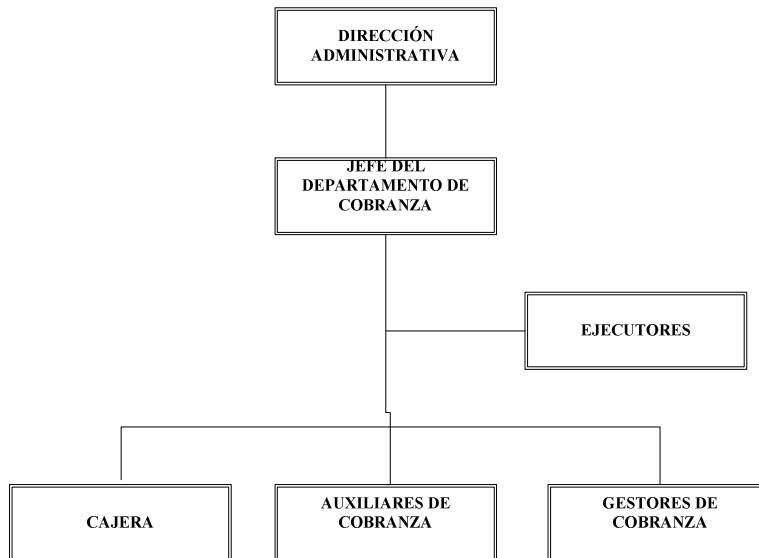 DIRECCIÓN
ADMINISTRATIVA
JEFE DEL
DEPARTAMENTO DE
COBRANZA
EJECUTORES
CAJERA
AUXILIARES DE
COBRANZA
GESTORES DE
COBRANZA